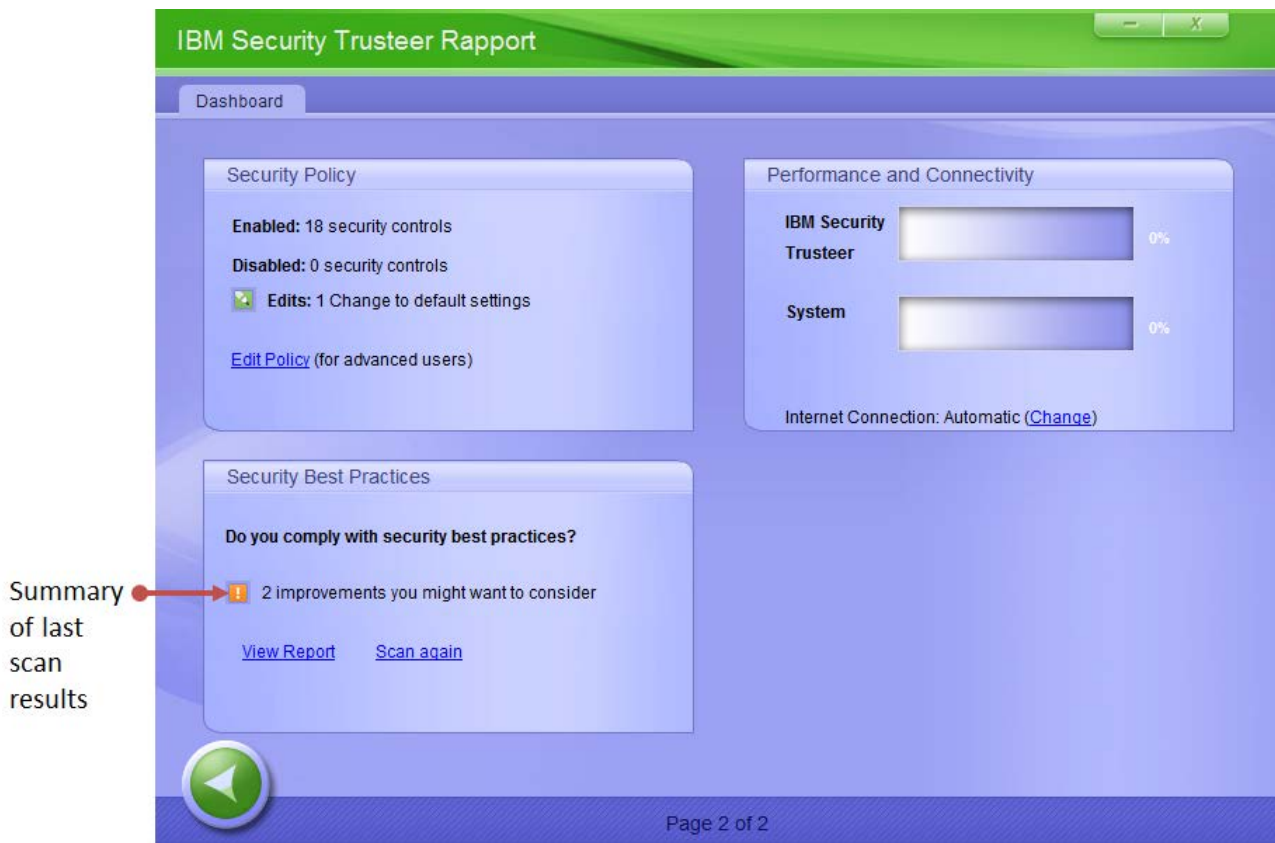 IBM Security Trusteer Rapport
– X
Dashboard
Security Policy
Enabled: 18 security controls
Disabled: 0 security controls
Edits: 1 Change to default settings
Edit Policy (for advanced users)
Performance and Connectivity
IBM Security
Trusteer
0%
System
0%
Internet Connection: Automatic (Change)
Security Best Practices
Do you comply with security best practices?
! 2 improvements you might want to consider
View Report Scan again
Summary
of last
scan
results
Page 2 of 2